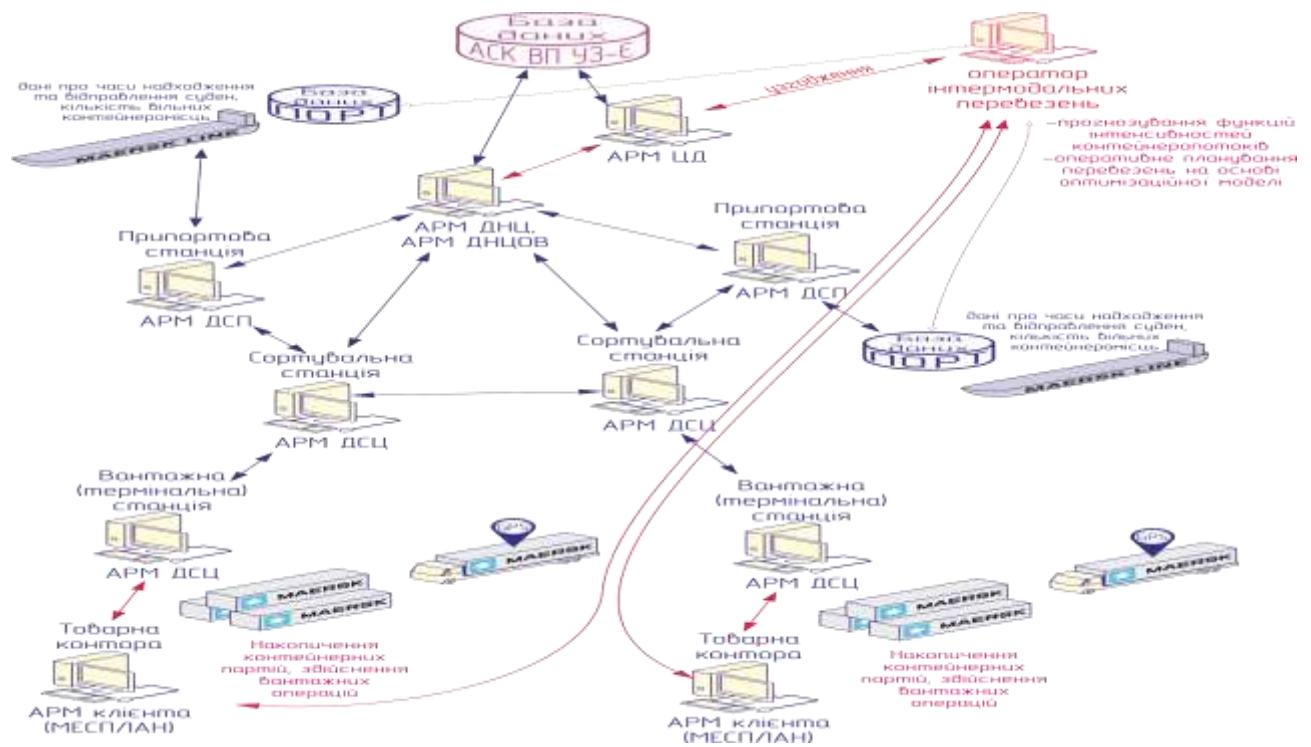 База
даних
АСК ВП УЗ-Є
дані про часи надходження
та відправлення суден,
кількість вільних
контейнеромісць
База
даних
ПОРТ
MAERSK LINE
узгодження
оператор
інтермодальних
перевезень
-прогнозування функцій
інтенсивностей
контейнеропотоків
-оперативне планування
перевезень на основі
оптимізаційної моделі
АРМ ЦД
АРМ ДНЦ,
АРМ ДНЦОВ
Припортова
станція
АРМ ДСП
Припортова
станція
АРМ ДСП
дані про часи надходження
та відправлення суден,
кількість вільних
контейнеромісць
База
даних
ПОРТ
MAERSK LINE
Сортувальна
станція
АРМ ДСЦ
Сортувальна
станція
АРМ ДСЦ
Вантажна
(термінальна)
станція
АРМ ДСЦ
GPS
MAERSK
MAERSK
MAERSK
Вантажна
(термінальна)
станція
АРМ ДСЦ
GPS
MAERSK
MAERSK
MAERSK
Товарна
контора
Накопичення
контейнерних
партій, здійснення
вантажних
операцій
АРМ клієнта
(МЕСПЛАН)
Товарна
контора
Накопичення
контейнерних
партій, здійснення
вантажних
операцій
АРМ клієнта
(МЕСПЛАН)